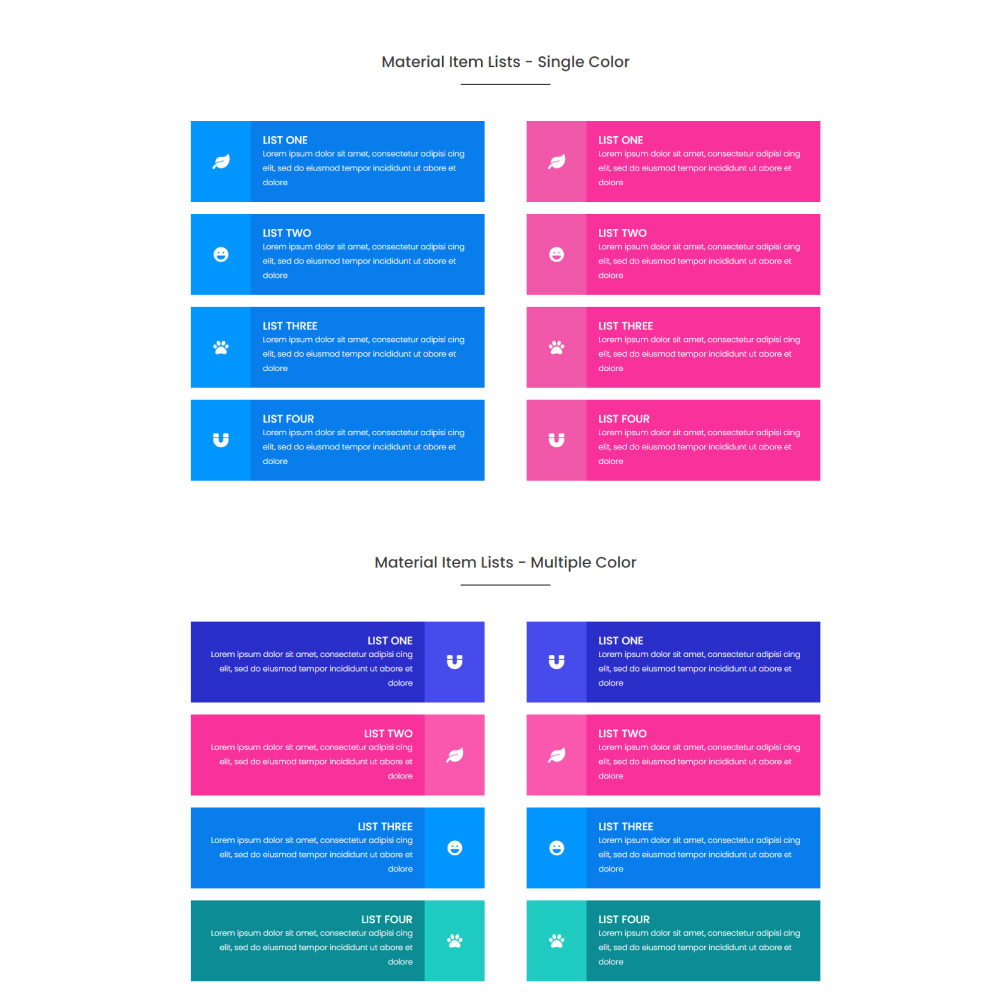 Material Item Lists - Single Color
LIST ONE
Lorem ipsum dolor sit amet, consectetur adipisi cing
elit, sed do eiusmod tempor incididunt ut abore et
dolore
LIST TWO
Lorem ipsum dolor sit amet, consectetur adipisi cing
elit, sed do eiusmod tempor incididunt ut abore et
dolore
LIST THREE
Lorem ipsum dolor sit amet, consectetur adipisi cing
elit, sed do eiusmod tempor incididunt ut abore et
dolore
LIST FOUR
Lorem ipsum dolor sit amet, consectetur adipisi cing
elit, sed do eiusmod tempor incididunt ut abore et
dolore
LIST ONE
Lorem ipsum dolor sit amet, consectetur adipisi cing
elit, sed do eiusmod tempor incididunt ut abore et
dolore
LIST TWO
Lorem ipsum dolor sit amet, consectetur adipisi cing
elit, sed do eiusmod tempor incididunt ut abore et
dolore
LIST THREE
Lorem ipsum dolor sit amet, consectetur adipisi cing
elit, sed do eiusmod tempor incididunt ut abore et
dolore
LIST FOUR
Lorem ipsum dolor sit amet, consectetur adipisi cing
elit, sed do eiusmod tempor incididunt ut abore et
dolore
Material Item Lists - Multiple Color
LIST ONE
Lorem ipsum dolor sit amet, consectetur adipisi cing
elit, sed do eiusmod tempor incididunt ut abore et
dolore
LIST TWO
Lorem ipsum dolor sit amet, consectetur adipisi cing
elit, sed do eiusmod tempor incididunt ut abore et
dolore
LIST THREE
Lorem ipsum dolor sit amet, consectetur adipisi cing
elit, sed do eiusmod tempor incididunt ut abore et
dolore
LIST FOUR
Lorem ipsum dolor sit amet, consectetur adipisi cing
elit, sed do eiusmod tempor incididunt ut abore et
dolore
LIST ONE
Lorem ipsum dolor sit amet, consectetur adipisi cing
elit, sed do eiusmod tempor incididunt ut abore et
dolore
LIST TWO
Lorem ipsum dolor sit amet, consectetur adipisi cing
elit, sed do eiusmod tempor incididunt ut abore et
dolore
LIST THREE
Lorem ipsum dolor sit amet, consectetur adipisi cing
elit, sed do eiusmod tempor incididunt ut abore et
dolore
LIST FOUR
Lorem ipsum dolor sit amet, consectetur adipisi cing
elit, sed do eiusmod tempor incididunt ut abore et
dolore